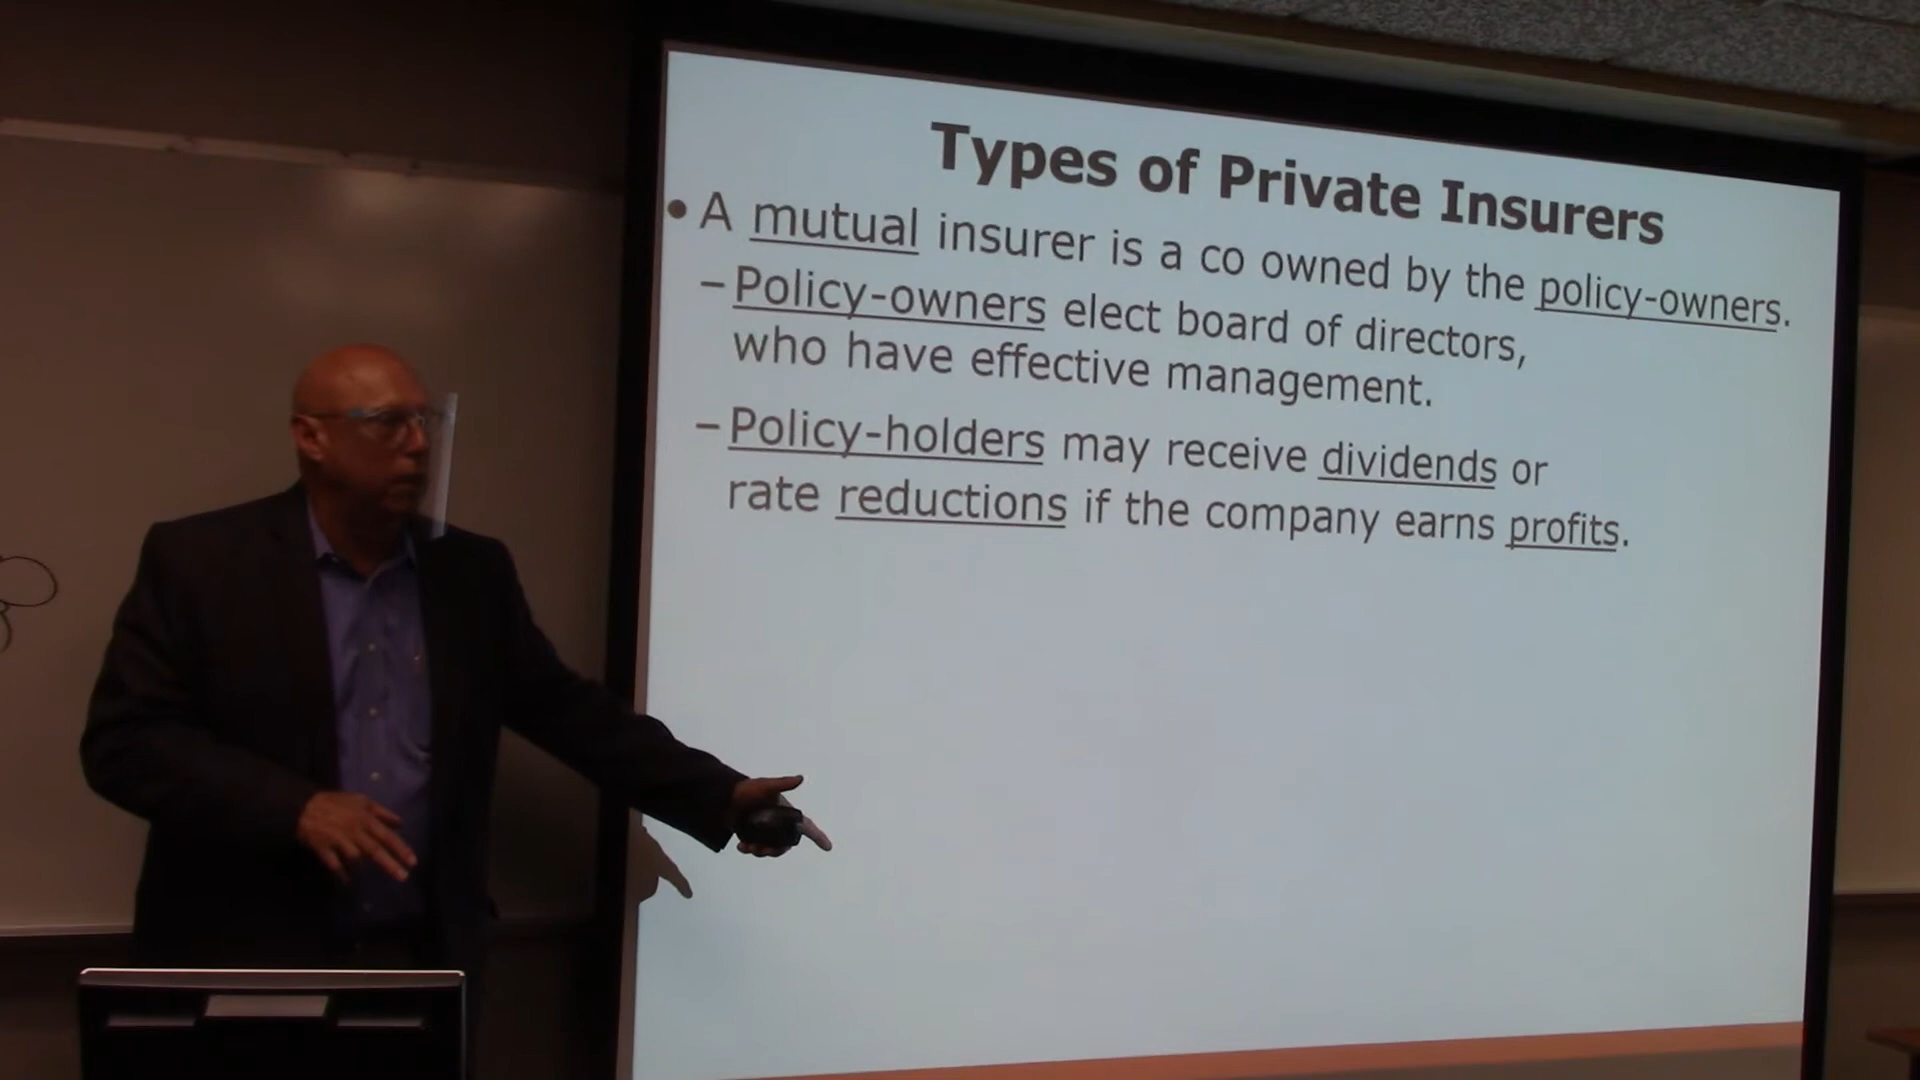 Types of Private Insurers
• A mutual insurer is a co owned by the policy-owners.
– Policy-owners elect board of directors,
who have effective management.
– Policy-holders may receive dividends or
rate reductions if the company earns profits.